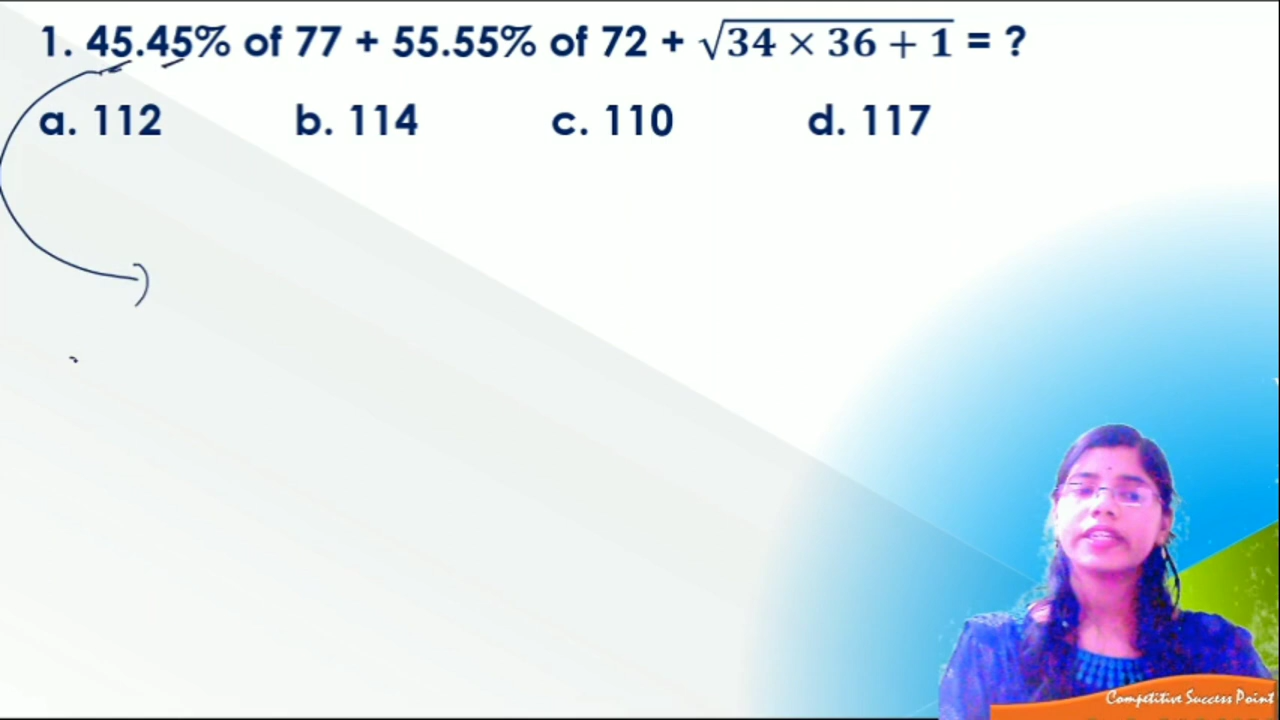 1. 45.45% of 77 + 55.55% of 72 + √34 × 36 + 1 = ?
a. 112 b. 114 c. 110 d. 117
Competitive Success Point